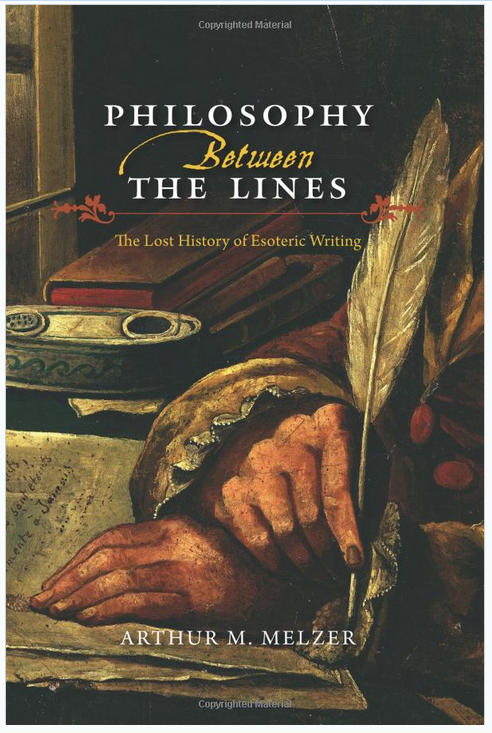 Copyrighted Material
PHILOSOPHY
Between
THE LINES
The Lost History of Esoteric Writing
ARTHUR M. MELZER
Copyrighted Material